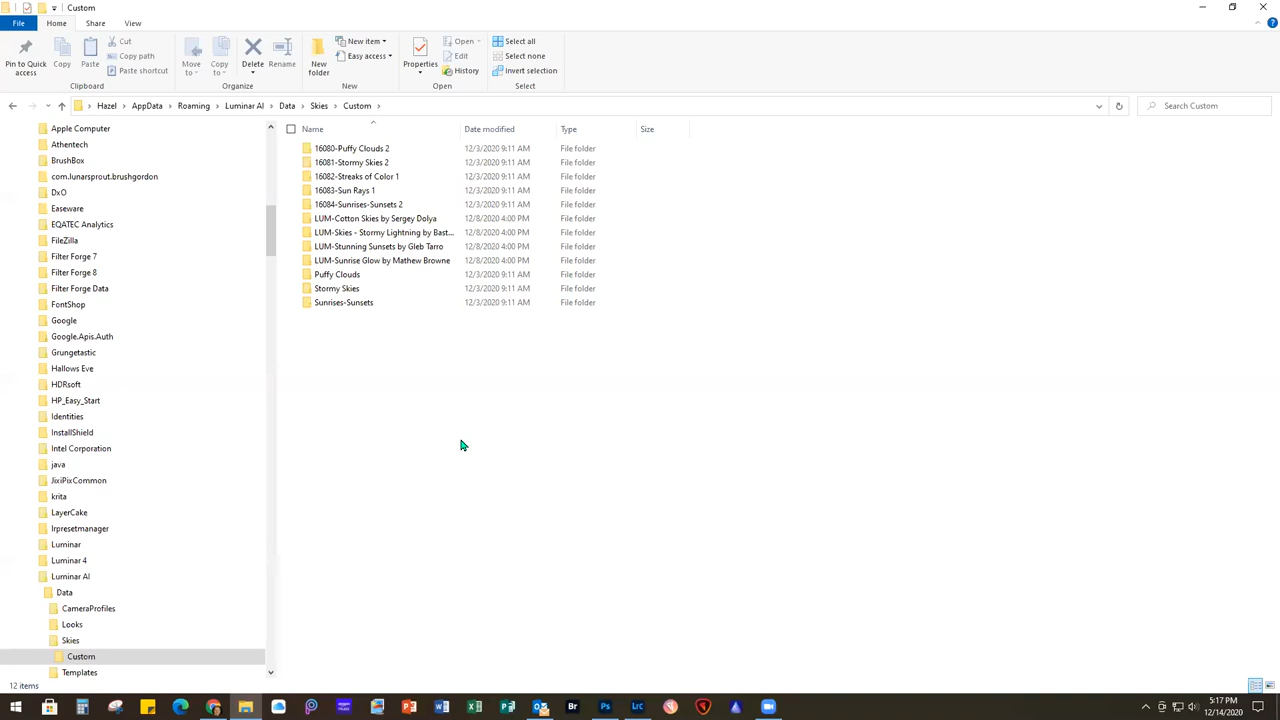 Custom
File
Home
Share
View
Pin to Quick
access
Copy
Paste
Cut
Copy path
Paste shortcut
Clipboard
Move
to
Copy
to
Delete
Rename
Organize
New
folder
New item
Easy access
New
Properties
Open
Edit
History
Open
Select all
Select none
Invert selection
Select
Hazel > AppData > Roaming > Luminar AI > Data > Skies > Custom >
Search Custom
Name
Date modified
Type
Size
16080-Puffy Clouds 2 12/3/2020 9:11 AM File folder
16081-Stormy Skies 2 12/3/2020 9:11 AM File folder
16082-Streaks of Color 1 12/3/2020 9:11 AM File folder
16083-Sun Rays 1 12/3/2020 9:11 AM File folder
16084-Sunrises-Sunsets 2 12/3/2020 9:11 AM File folder
LUM-Cotton Skies by Sergey Dolya 12/8/2020 4:00 PM File folder
LUM-Skies - Stormy Lightning by Bast... 12/8/2020 4:00 PM File folder
LUM-Stunning Sunsets by Gleb Tarro 12/8/2020 4:00 PM File folder
LUM-Sunrise Glow by Mathew Browne 12/8/2020 4:00 PM File folder
Puffy Clouds 12/3/2020 9:11 AM File folder
Stormy Skies 12/3/2020 9:11 AM File folder
Sunrises-Sunsets 12/3/2020 9:11 AM File folder
Apple Computer
Athentech
BrushBox
com.lunarsprout.brushgordon
DxO
Easeware
EQATEC Analytics
FileZilla
Filter Forge 7
Filter Forge 8
Filter Forge Data
FontShop
Google
Google.Apis.Auth
Grungetastic
Hallows Eve
HDRsoft
HP_Easy_Start
Identities
InstallShield
Intel Corporation
java
JixiPixCommon
krita
LayerCake
lrpresetmanager
Luminar
Luminar 4
Luminar AI
Data
CameraProfiles
Looks
Skies
Custom
Templates
12 items
Br
Ps
Lrc
5:17 PM
12/14/2020